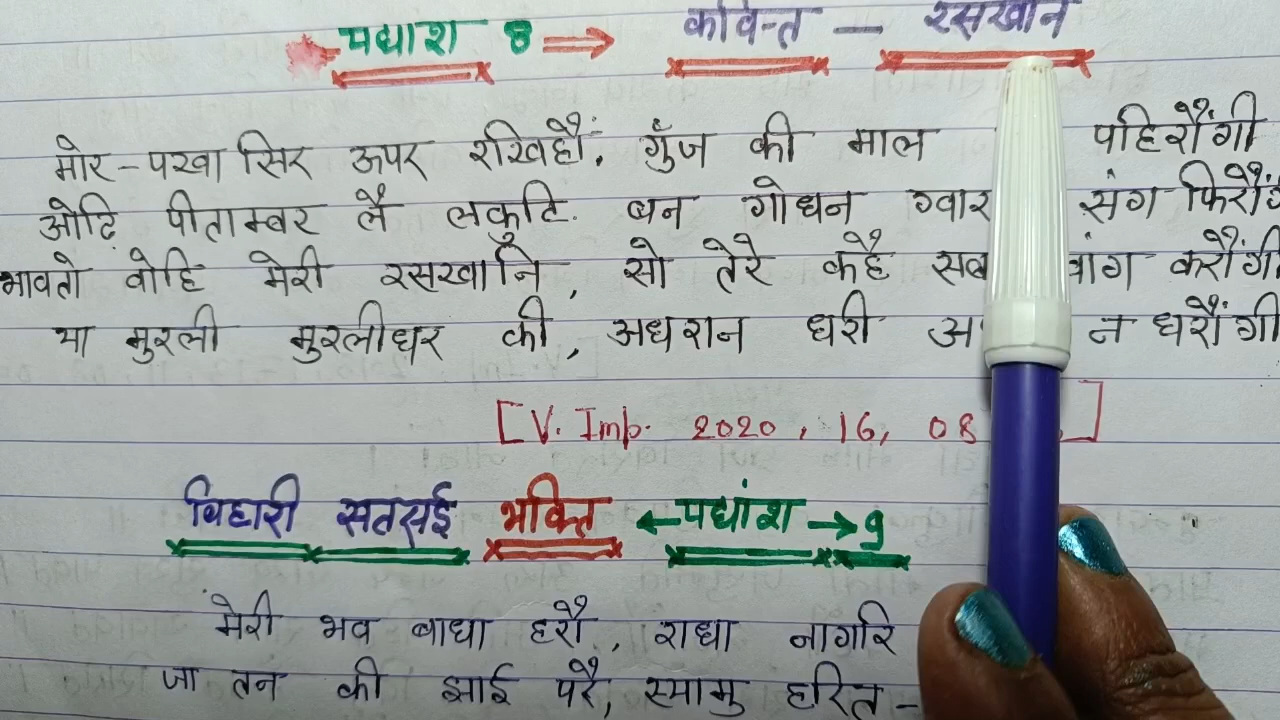 पद्यांश 8 ⇒ कवित्त — रसखान
मोर-पखा सिर ऊपर राखिहौं, गुँज की माल पहिरौंगी
ओढ़ि पीताम्बर लै लकुटि. बन गोधन ग्वार संग फिरौं
भावतो वोहि मेरी रसखाँनि, सो तेरे कहै सब वांग करौंगी
या मुरली मुरलीधर की, अधरान धरी अ न धरौंगी
[V. Imp. 2020, 16, 08 ]
विहारी सतसई भक्ति ← पद्यांश → 9
मेरी भव बाधा हरौ, राधा नागरि
जा तन की झाई परै, स्यामु हरित-